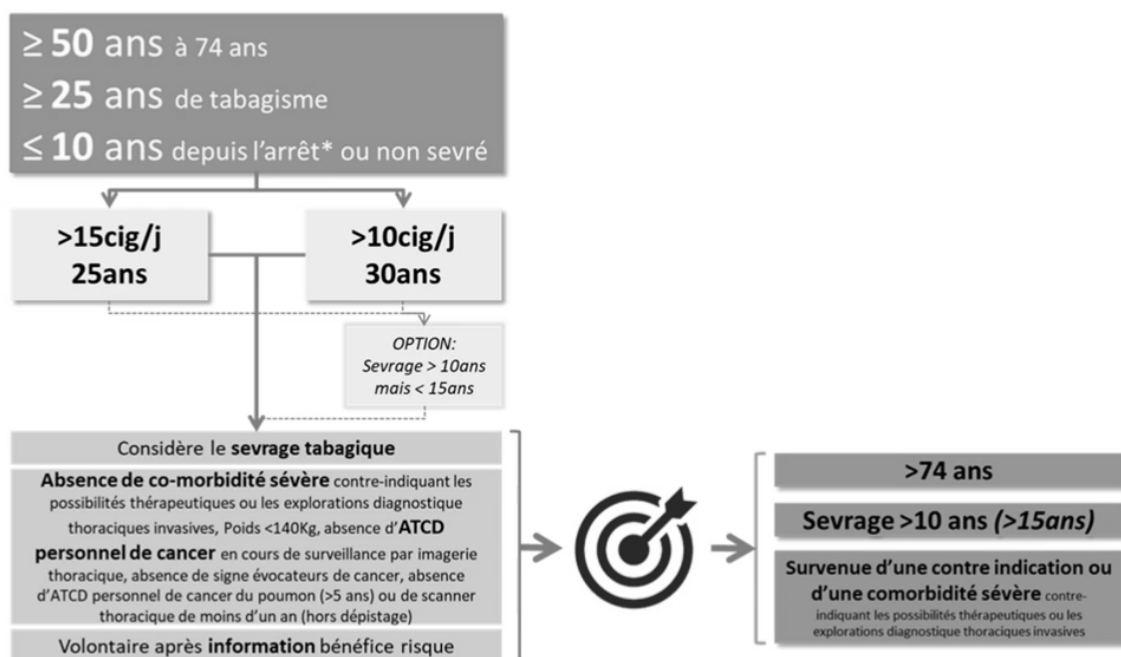 ≥ 50 ans à 74 ans
≥ 25 ans de tabagisme
≤ 10 ans depuis l'arrêt* ou non sevré
>15cig/j
25ans
>10cig/j
30ans
OPTION:
Sevrage > 10ans
mais < 15ans
Considère le sevrage tabagique
Absence de co-morbidité sévère contre-indiquant les
possibilités thérapeutiques ou les explorations diagnostique
thoraciques invasives, Poids <140Kg, absence d'ATCD
personnel de cancer en cours de surveillance par imagerie
thoracique, absence de signe évocateurs de cancer, absence
d'ATCD personnel de cancer du poumon (>5 ans) ou de scanner
thoracique de moins d'un an (hors dépistage)
Volontaire après information bénéfice risque
>74 ans
Sevrage >10 ans (>15ans)
Survenue d'une contre indication ou
d'une comorbidité sévère contre-
indiquant les possibilités thérapeutiques ou les
explorations diagnostique thoraciques invasives